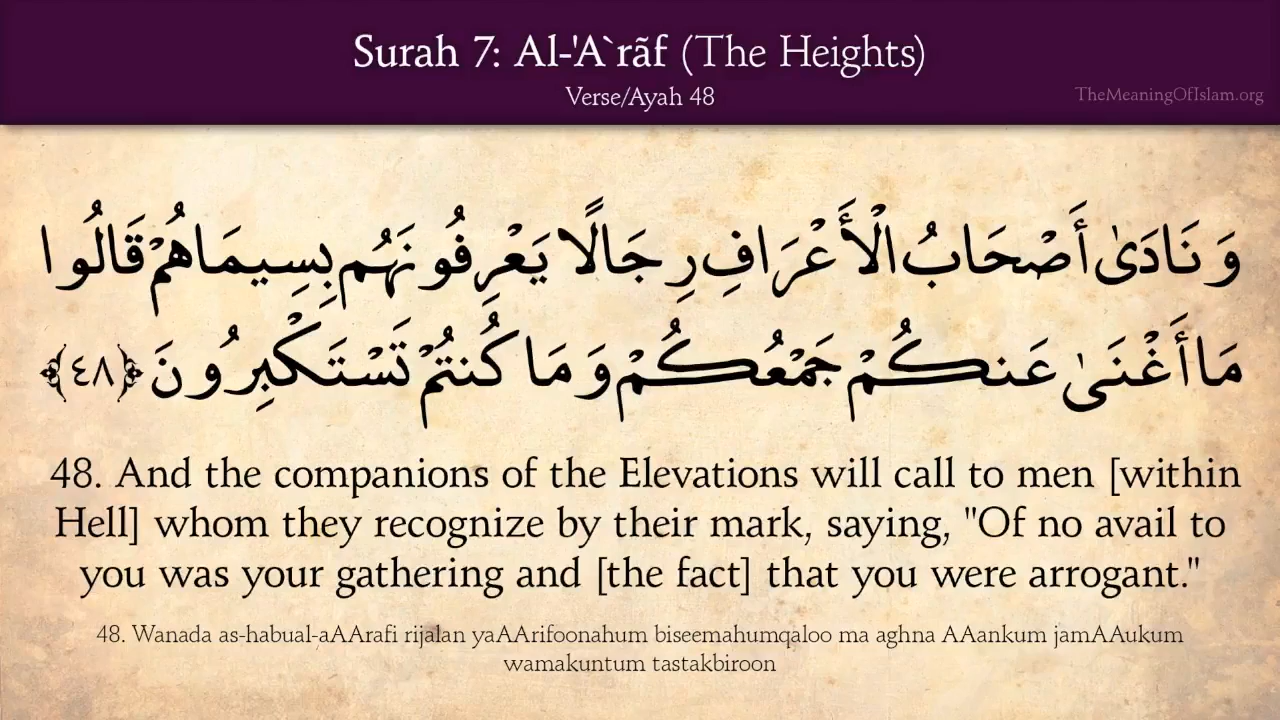 Surah 7: Al-'A`rãf (The Heights)
Verse/Ayah 48
TheMeaningOfIslam.org
وَنَادَىٰ أَصْحَابُ الْأَعْرَافِ رِجَالًا يَعْرِفُونَهُم بِسِيمَاهُمْ قَالُوا
مَا أَغْنَىٰ عَنكُمْ جَمْعُكُمْ وَمَا كُنتُمْ تَسْتَكْبِرُونَ ﴿٤٨﴾
48. And the companions of the Elevations will call to men [within
Hell] whom they recognize by their mark, saying, "Of no avail to
you was your gathering and [the fact] that you were arrogant."
48. Wanada as-habual-aAArafi rijalan yaAArifoonahum biseemahumqaloo ma aghna AAankum jamAAukum
wamakuntum tastakbiroon